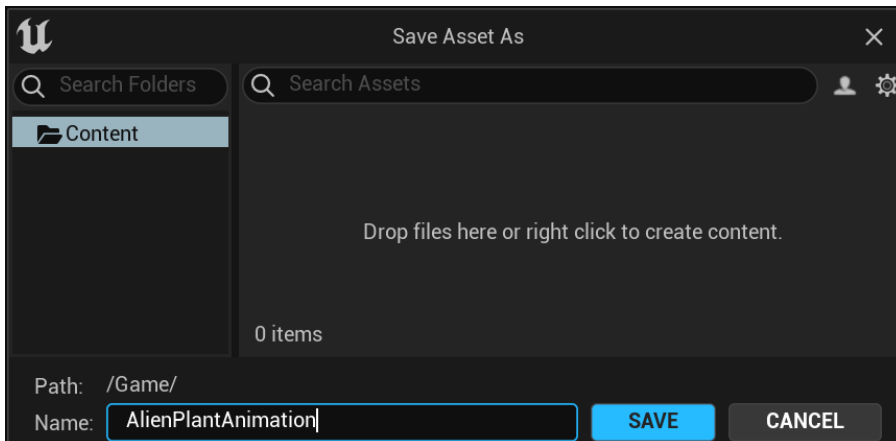 Save Asset As
Search Folders
Search Assets
Content
Drop files here or right click to create content.
0 items
Path: /Game/
Name: AlienPlantAnimation
SAVE
CANCEL